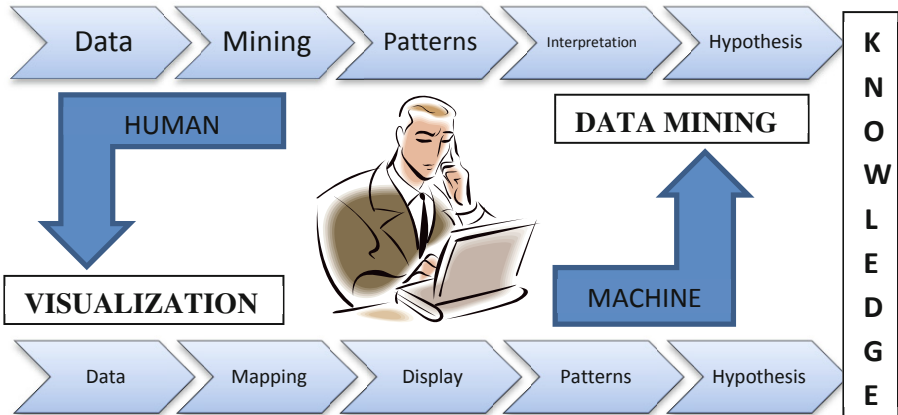 Data Mining Patterns Interpretation Hypothesis
HUMAN
DATA MINING
VISUALIZATION
MACHINE
Data Mapping Display Patterns Hypothesis
K
N
O
W
L
E
D
G
E